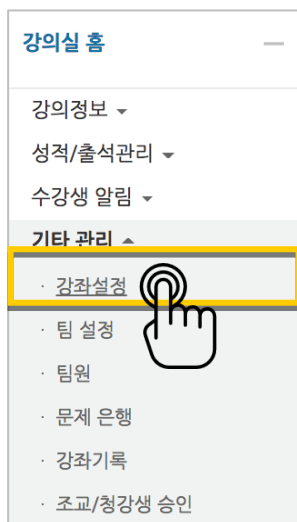 강의실 홈
강의정보
성적/출석관리
수강생 알림
기타 관리
· 강좌설정
· 팀 설정
· 팀원
· 문제 은행
· 강좌기록
· 조교/청강생 승인